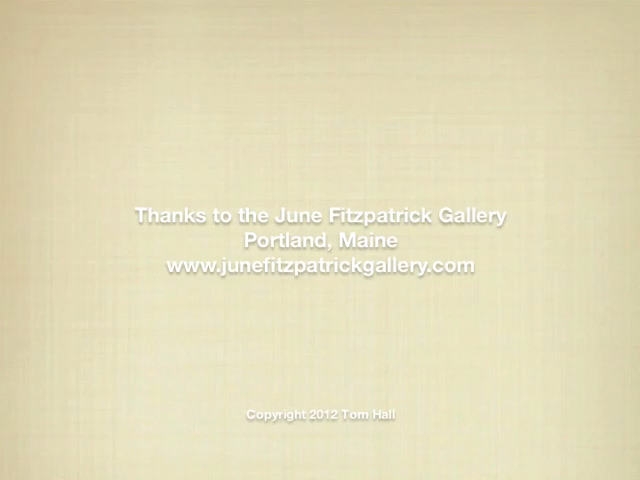 Thanks to the June Fitzpatrick Gallery
Portland, Maine
www.junefitzpatrickgallery.com
Copyright 2012 Tom Hall